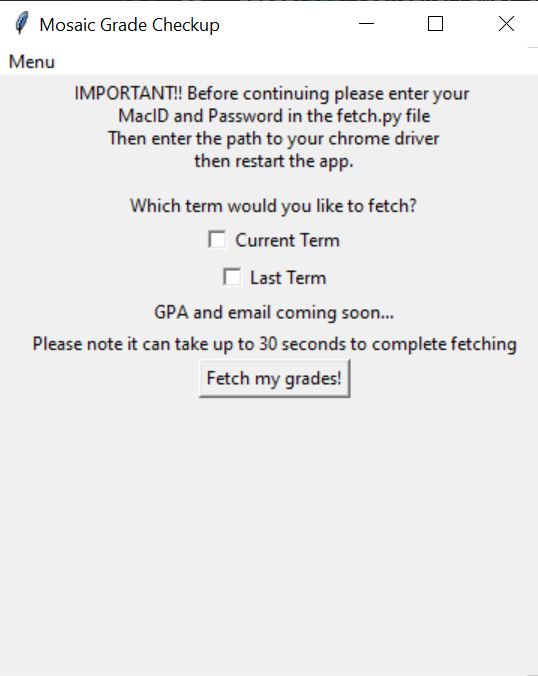 Mosaic Grade Checkup
Menu
IMPORTANT!! Before continuing please enter your
MacID and Password in the fetch.py file
Then enter the path to your chrome driver
then restart the app.
Which term would you like to fetch?
Current Term
Last Term
GPA and email coming soon...
Please note it can take up to 30 seconds to complete fetching
Fetch my grades!